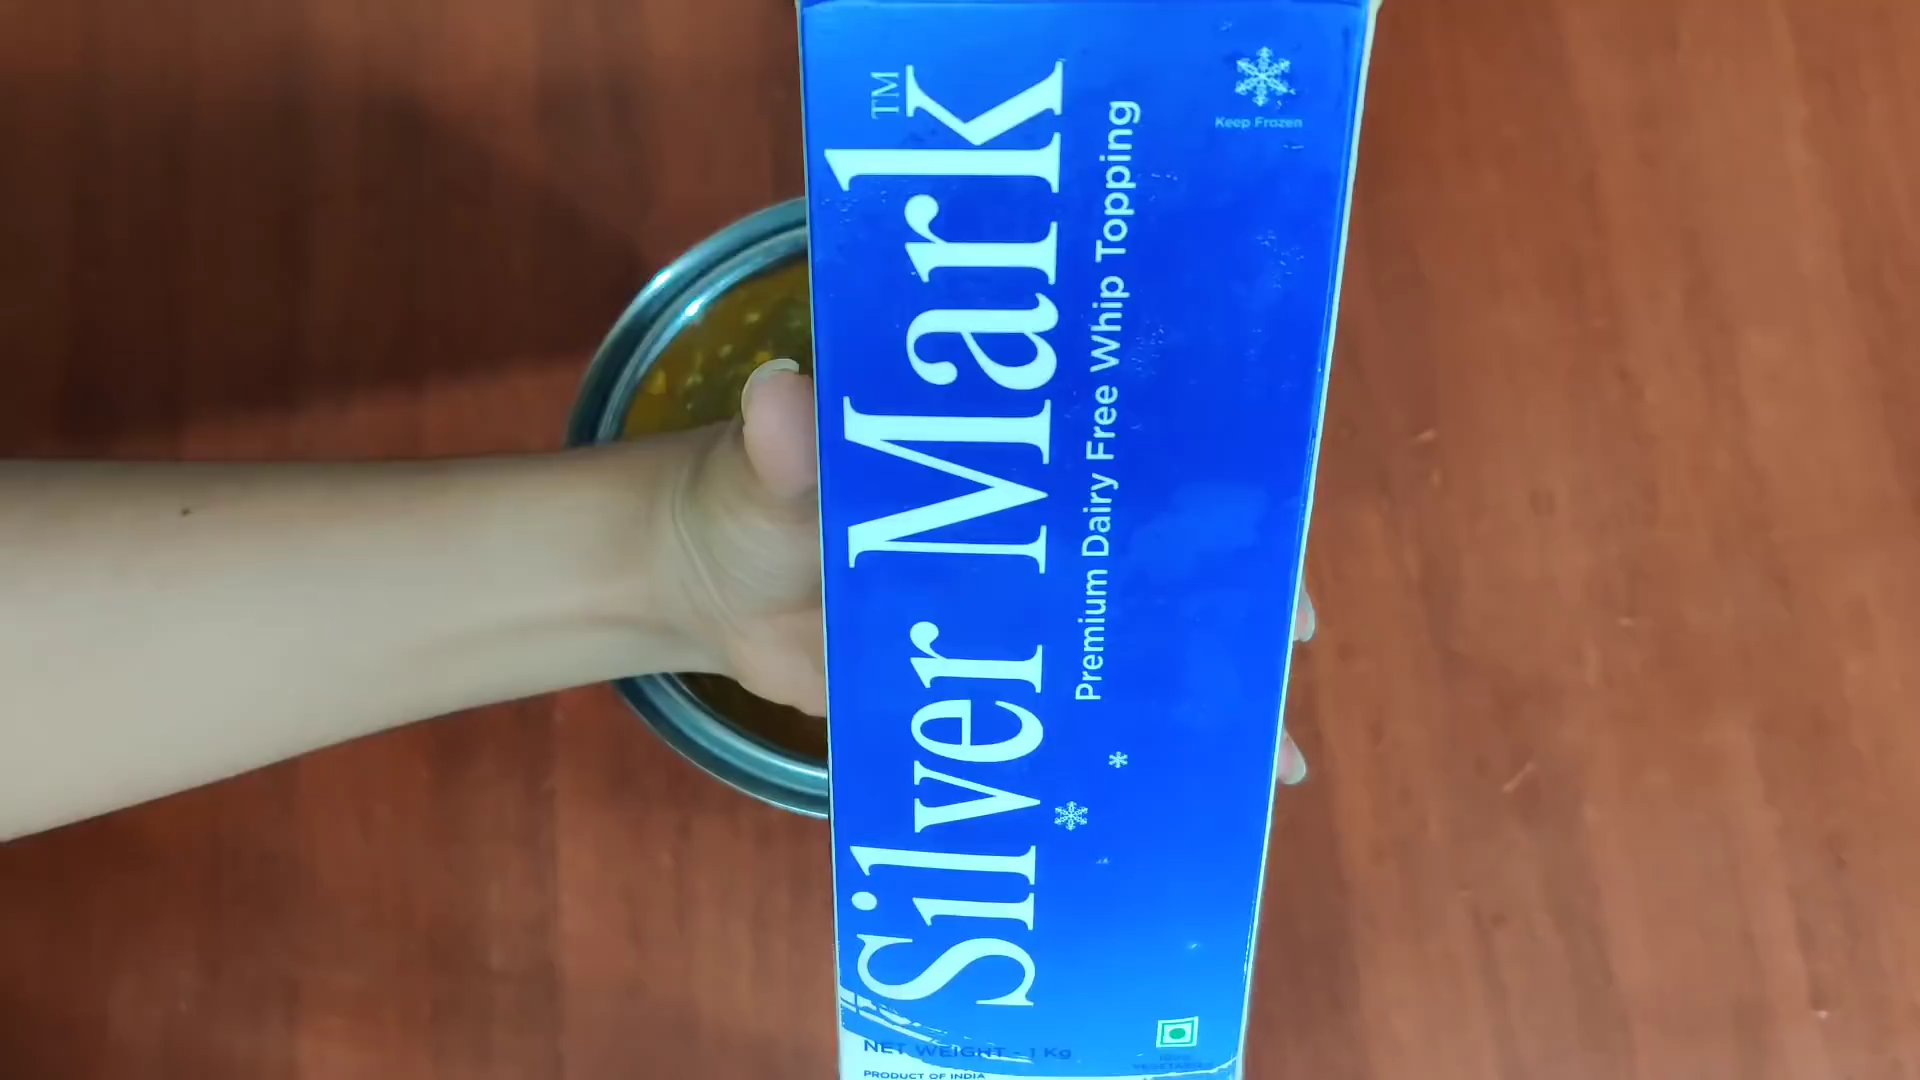 Silver Mark™
Premium Dairy Free Whip Topping
Keep Frozen
NET WEIGHT - 1 Kg
PRODUCT OF INDIA